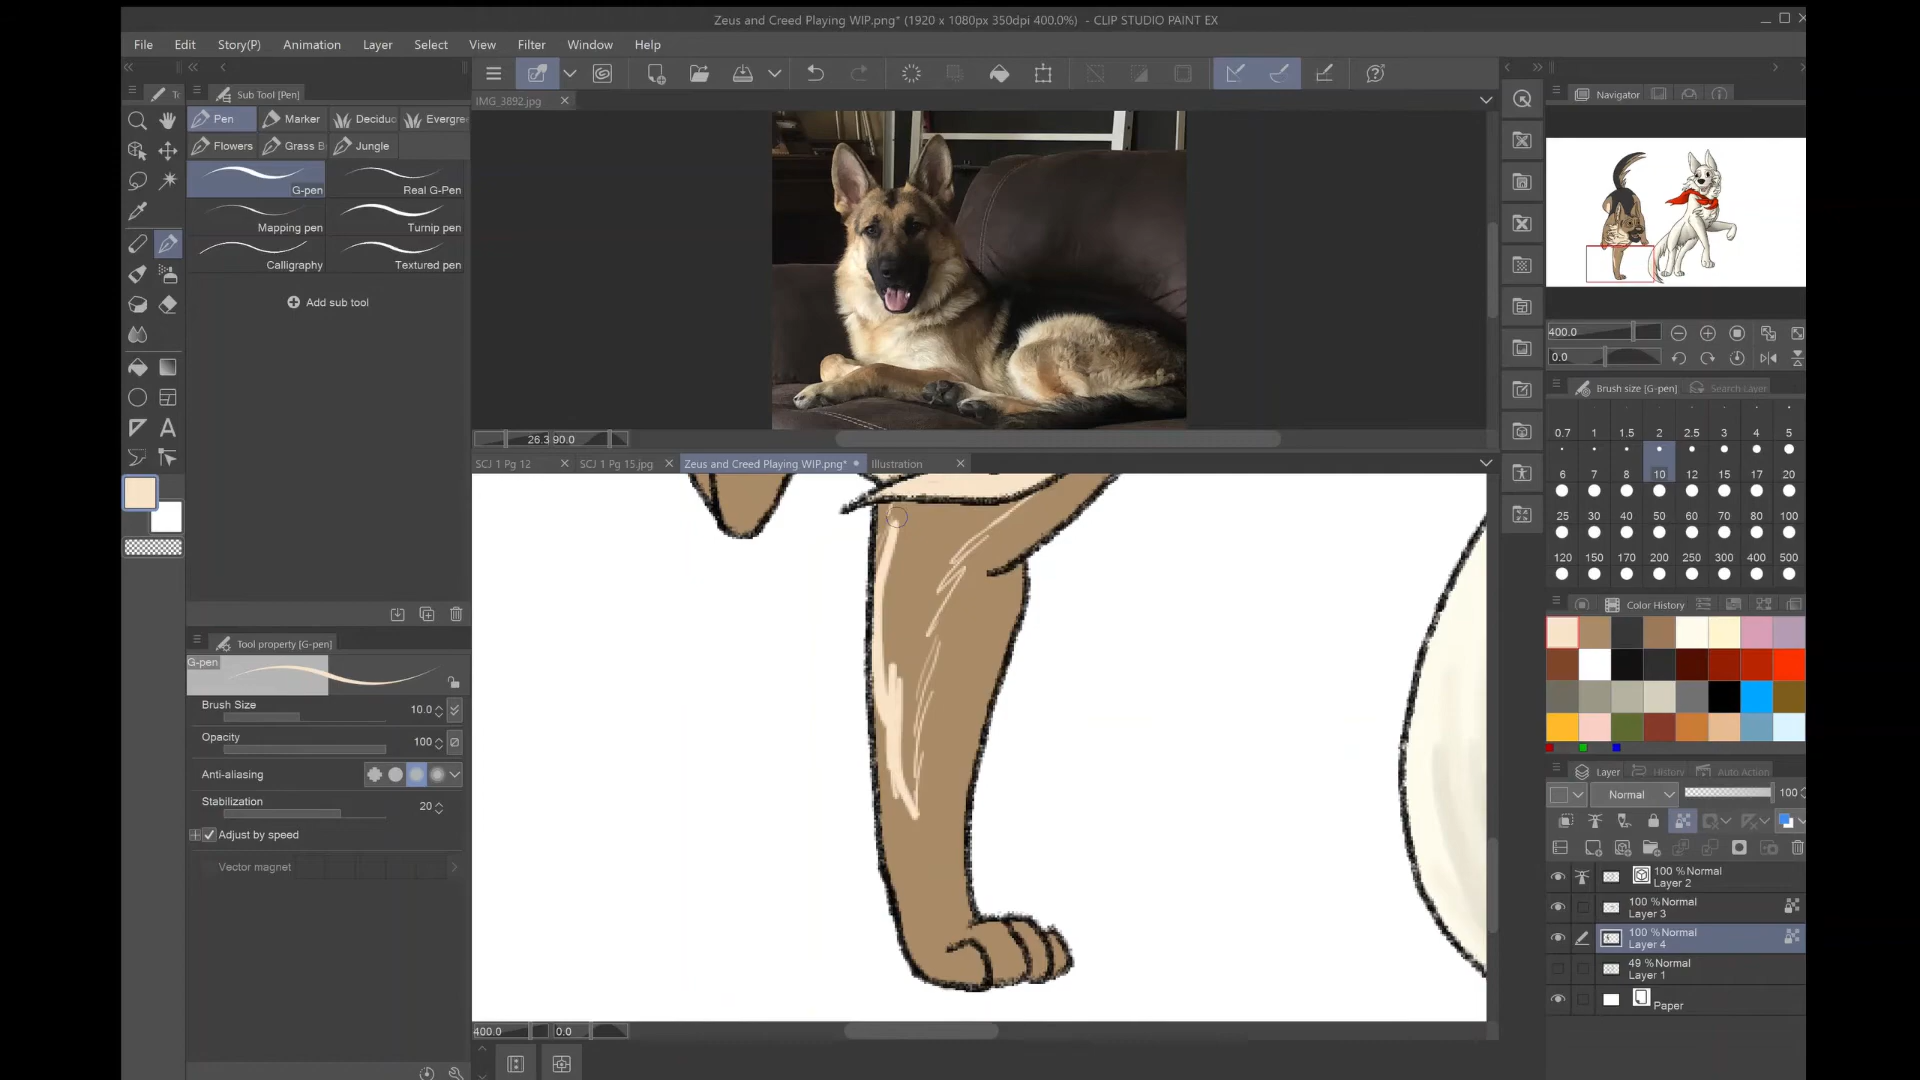 Zeus and Creed Playing WIP.png* (1920 x 1080px 350dpi 400.0%) - CLIP STUDIO PAINT EX
File Edit Story(P) Animation Layer Select View Filter Window Help
Sub Tool [Pen]
Pen Marker Deciduc Evergre
Flowers Grass B Jungle
G-pen Real G-Pen
Mapping pen Turnip pen
Calligraphy Textured pen
Add sub tool
Tool property [G-pen]
G-pen
Brush Size 10.0
Opacity 100
Anti-aliasing
Stabilization 20
Adjust by speed
Vector magnet
IMG_3892.jpg
26.3 90.0
SCJ 1 Pg 12 SCJ 1 Pg 15.jpg Zeus and Creed Playing WIP.png* Illustration
400.0 0.0
Navigator
400.0
0.0
Brush size [G-pen] Search layer
0.7 1 1.5 2 2.5 3 4 5
6 7 8 10 12 15 17 20
25 30 40 50 60 70 80 100
120 150 170 200 250 300 400 500
Color History
Layer History Auto Action
Normal 100
100 %Normal
Layer 2
100 %Normal
Layer 3
100 %Normal
Layer 4
49 %Normal
Layer 1
Paper